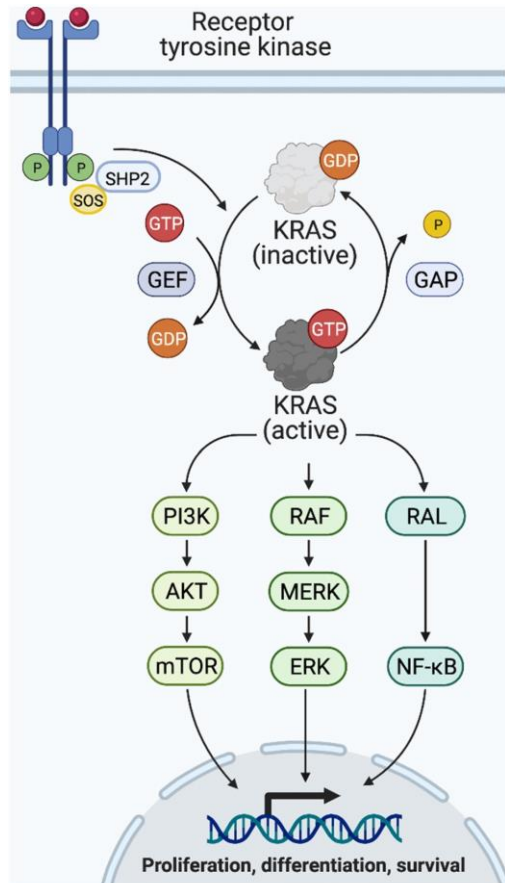 Receptor
tyrosine kinase
P
P
SHP2
SOS
GDP
GTP
KRAS
(inactive)
P
GEF
GAP
GDP
GTP
KRAS
(active)
PI3K
RAF
RAL
AKT
MERK
mTOR
ERK
NF-κB
Proliferation, differentiation, survival